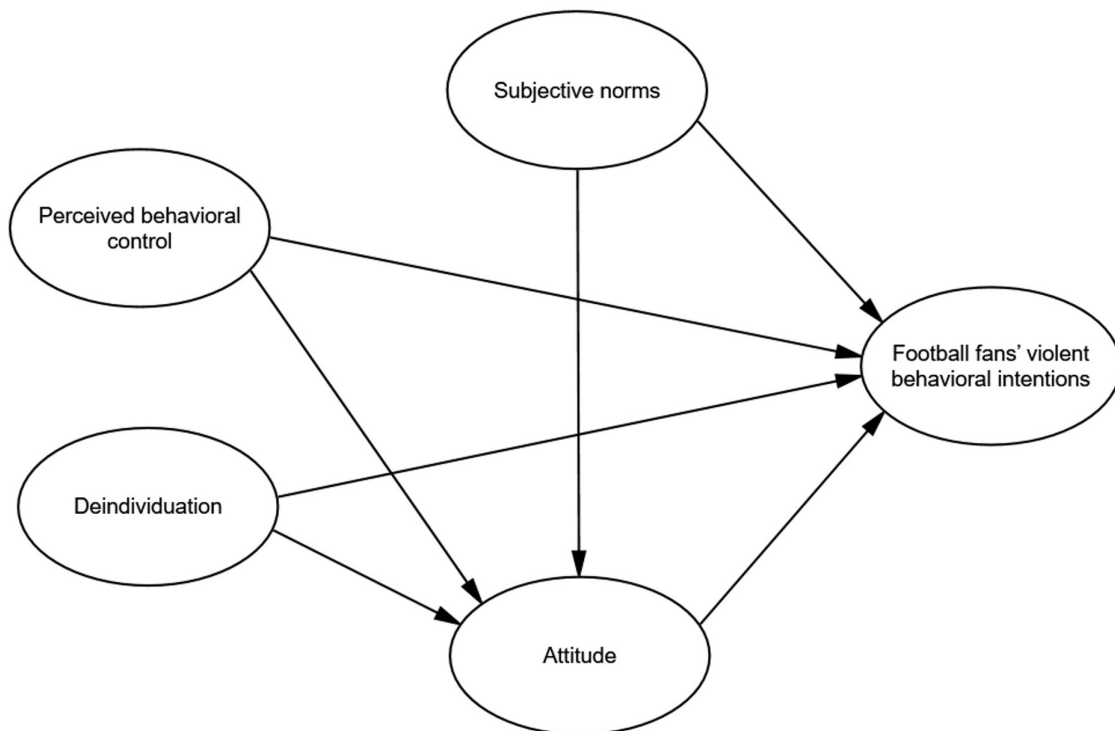 Subjective norms
Perceived behavioral
control
Football fans’ violent
behavioral intentions
Deindividuation
Attitude